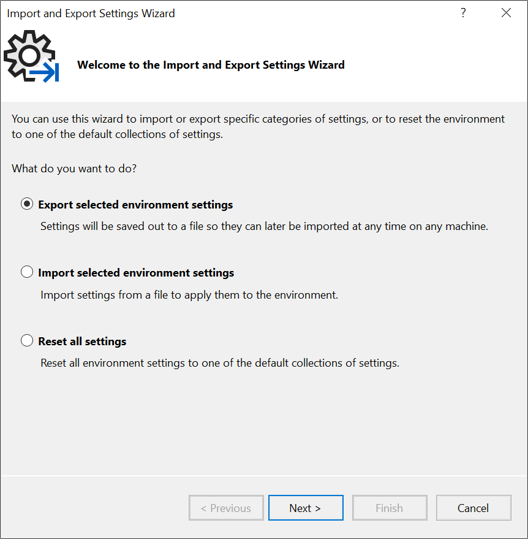 Import and Export Settings Wizard
?
Welcome to the Import and Export Settings Wizard
You can use this wizard to import or export specific categories of settings, or to reset the environment
to one of the default collections of settings.
What do you want to do?
Export selected environment settings
Settings will be saved out to a file so they can later be imported at any time on any machine.
Import selected environment settings
Import settings from a file to apply them to the environment.
Reset all settings
Reset all environment settings to one of the default collections of settings.
< Previous
Next >
Finish
Cancel